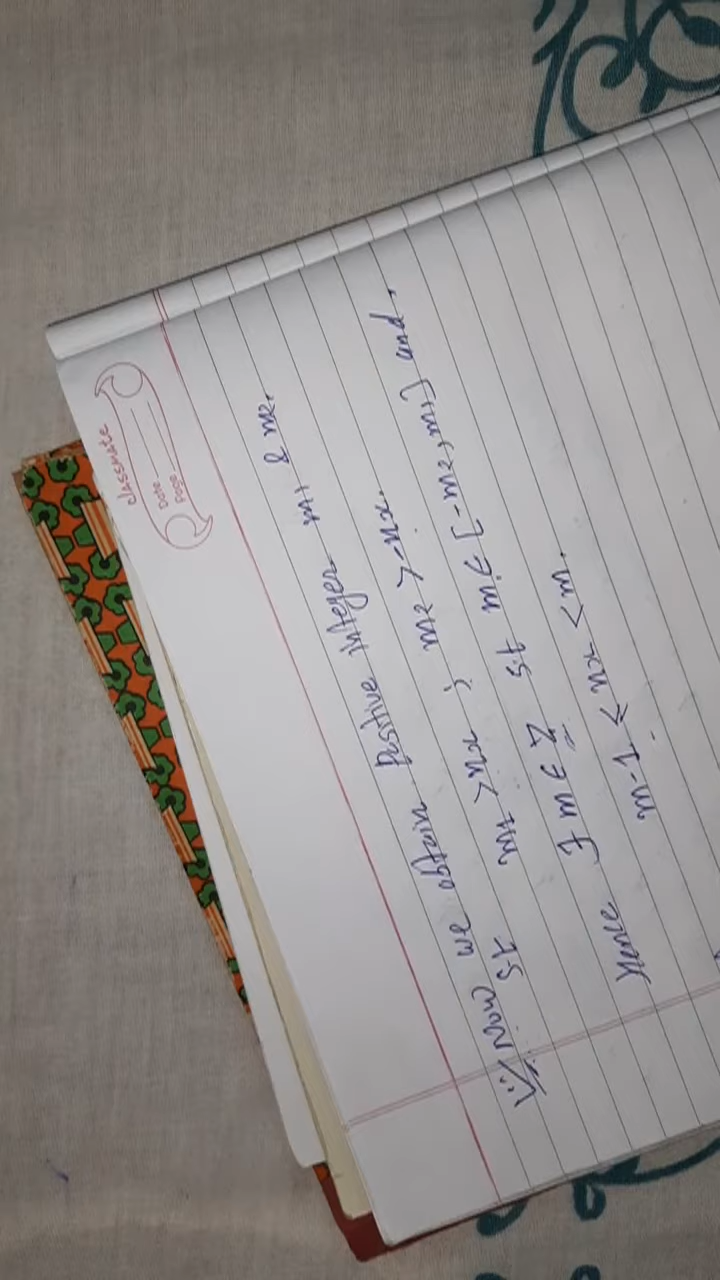 classmate
Date
Page
Now we obtain positive integer m₁ & m₂.
s.t m₁ > nx ; m₂ > -nx.
Hence ∃ m ∈ Z s.t m ∈ [-m₂, m₁] and,
m-1 ≤ nx < m.